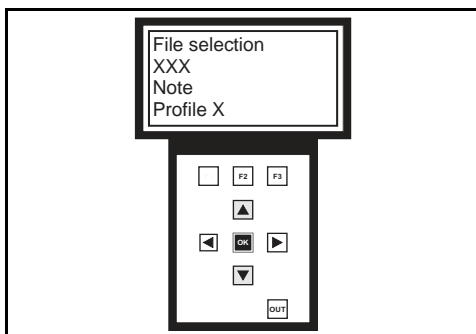 File selection
XXX
Note
Profile X
F2 F3
OK
OUT